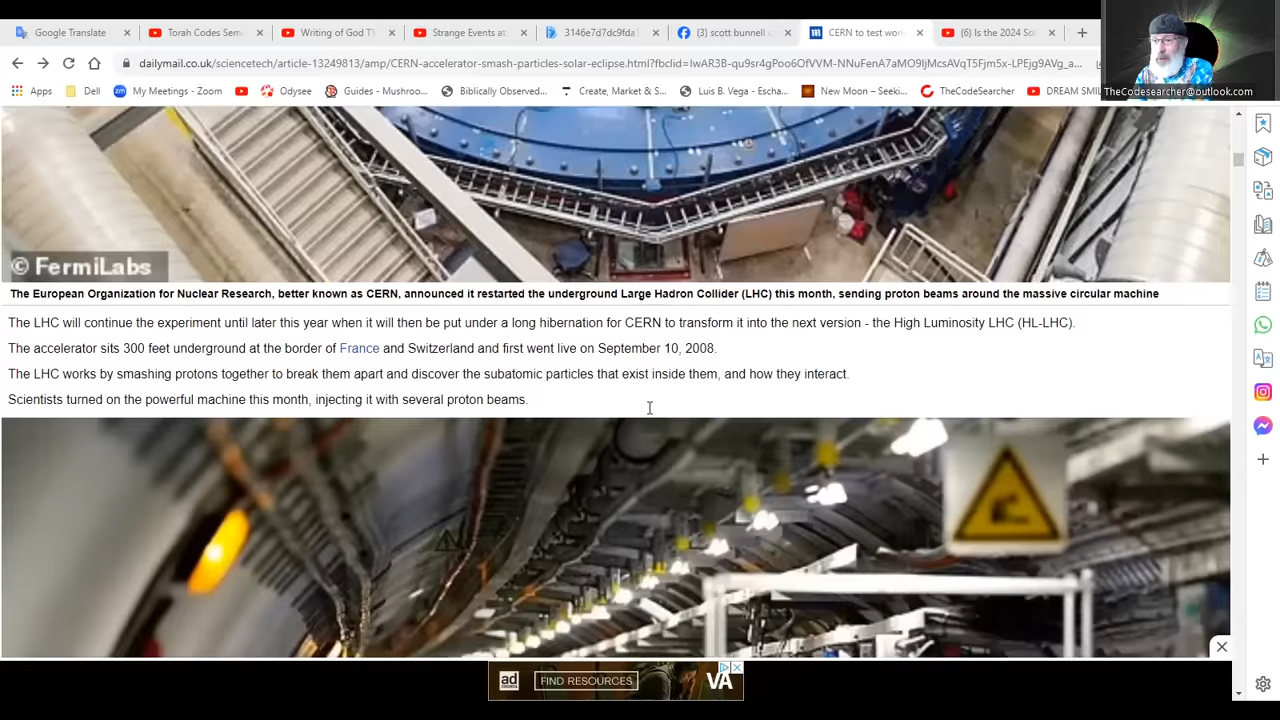 Google Translate
Torah Codes Sem
Writing of God TV
Strange Events at
3146e7d7dc9fda
(3) scott bunnell
CERN to test wor
(6) Is the 2024 So
dailymail.co.uk/sciencetech/article-13249813/amp/CERN-accelerator-smash-particles-solar-eclipse.html?fbclid=
Apps
Dell
My Meetings - Zoom
Odysee
Guides - Mushroo...
Biblically Observed...
Create, Market & S...
Luis B. Vega - Escha...
New Moon – Seeki...
TheCodesearcher
DREAM SMIL
TheCodesearcher@outlook.com
© FermiLabs
The European Organization for Nuclear Research, better known as CERN, announced it restarted the underground Large Hadron Collider (LHC) this month, sending proton beams around the massive circular machine
The LHC will continue the experiment until later this year when it will then be put under a long hibernation for CERN to transform it into the next version - the High Luminosity LHC (HL-LHC).
The accelerator sits 300 feet underground at the border of France and Switzerland and first went live on September 10, 2008.
The LHC works by smashing protons together to break them apart and discover the subatomic particles that exist inside them, and how they interact.
Scientists turned on the powerful machine this month, injecting it with several proton beams.
ad
COUNCIL
FIND RESOURCES
VA